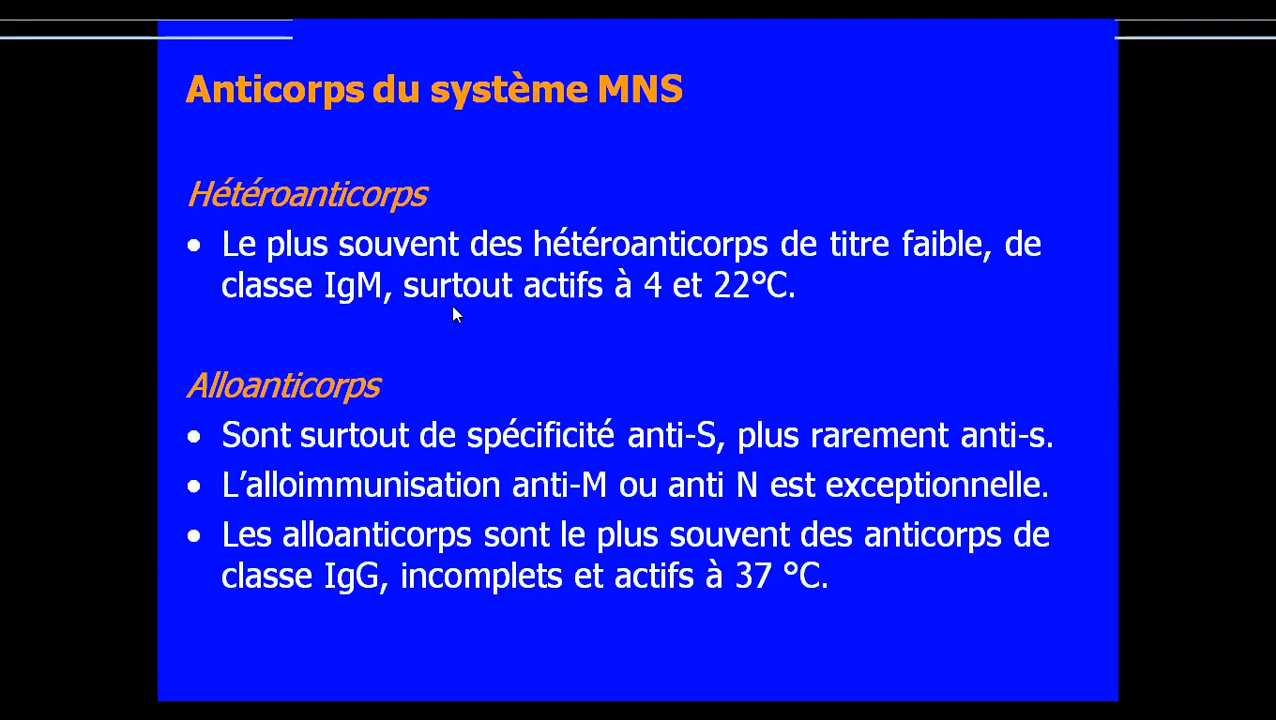 Anticorps du système MNS
Hétéroanticorps
• Le plus souvent des hétéroanticorps de titre faible, de
classe IgM, surtout actifs à 4 et 22°C.
Alloanticorps
• Sont surtout de spécificité anti-S, plus rarement anti-s.
• L’alloimmunisation anti-M ou anti N est exceptionnelle.
• Les alloanticorps sont le plus souvent des anticorps de
classe IgG, incomplets et actifs à 37 °C.